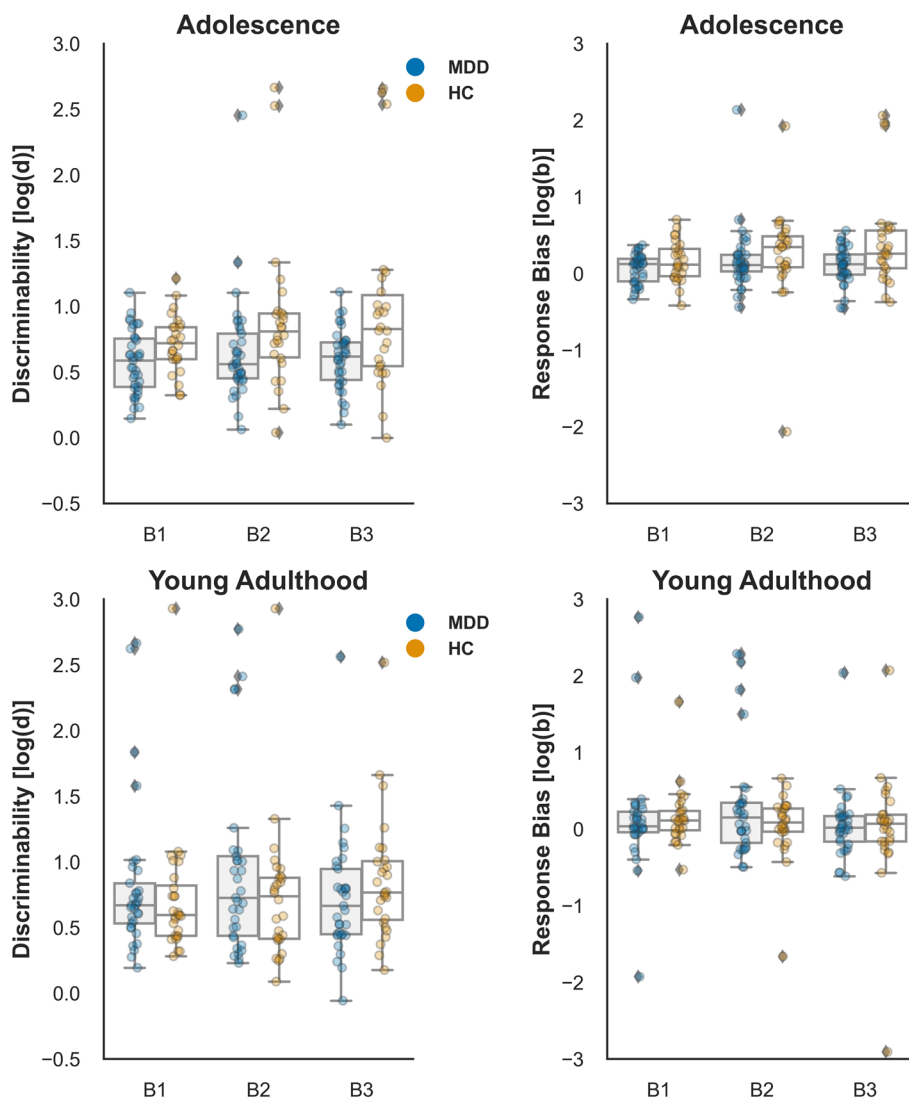 Adolescence
3.0
2.5
2.0
1.5
1.0
0.5
0.0
−0.5
Discriminability [log(d)]
MDD
HC
B1
B2
B3
Adolescence
3
2
1
0
−1
−2
−3
Response Bias [log(b)]
B1
B2
B3
Young Adulthood
3.0
2.5
2.0
1.5
1.0
0.5
0.0
−0.5
Discriminability [log(d)]
MDD
HC
B1
B2
B3
Young Adulthood
3
2
1
0
−1
−2
−3
Response Bias [log(b)]
B1
B2
B3